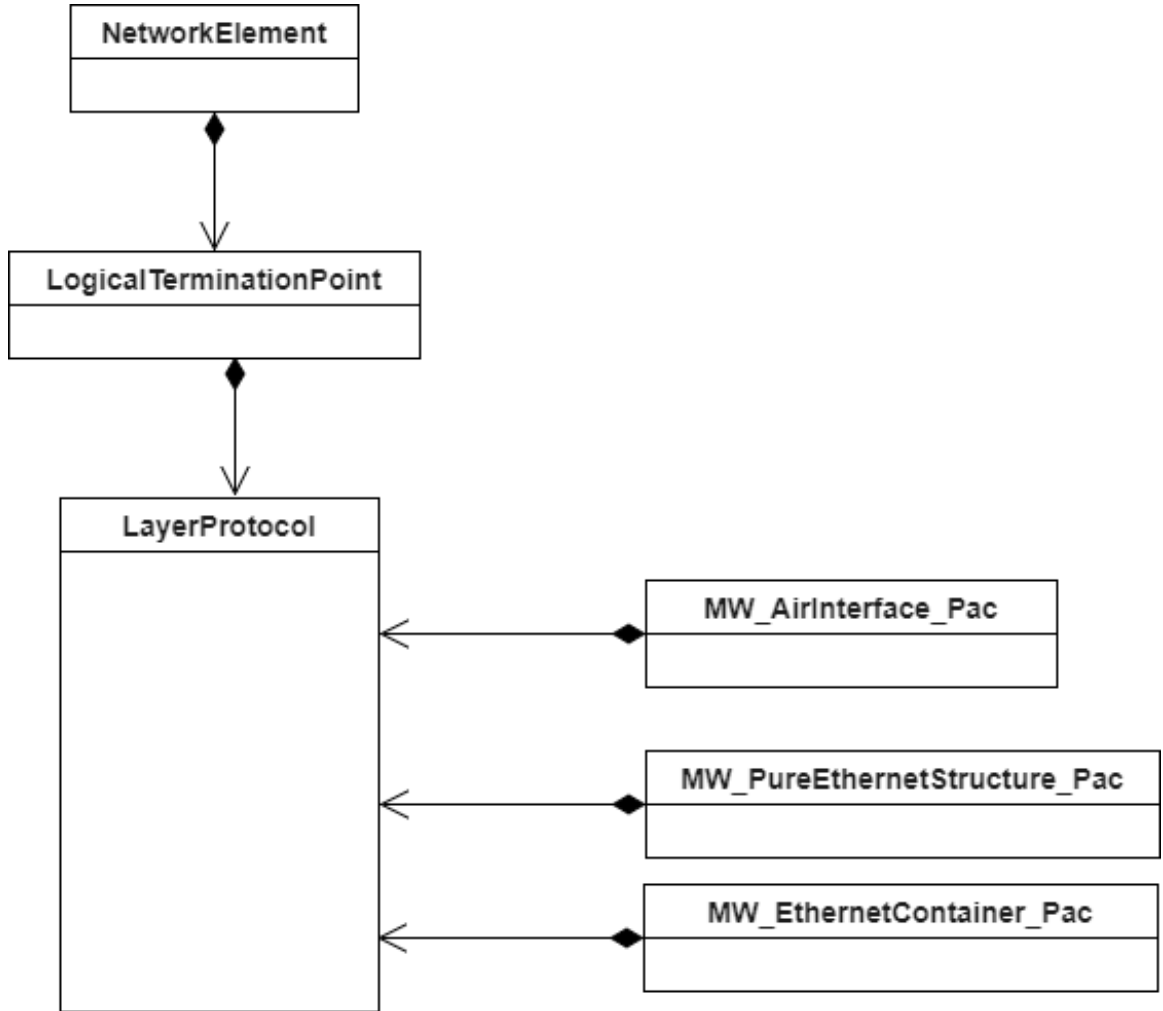 NetworkElement
LogicalTerminationPoint
LayerProtocol
MW_AirInterface_Pac
MW_PureEthernetStructure_Pac
MW_EthernetContainer_Pac